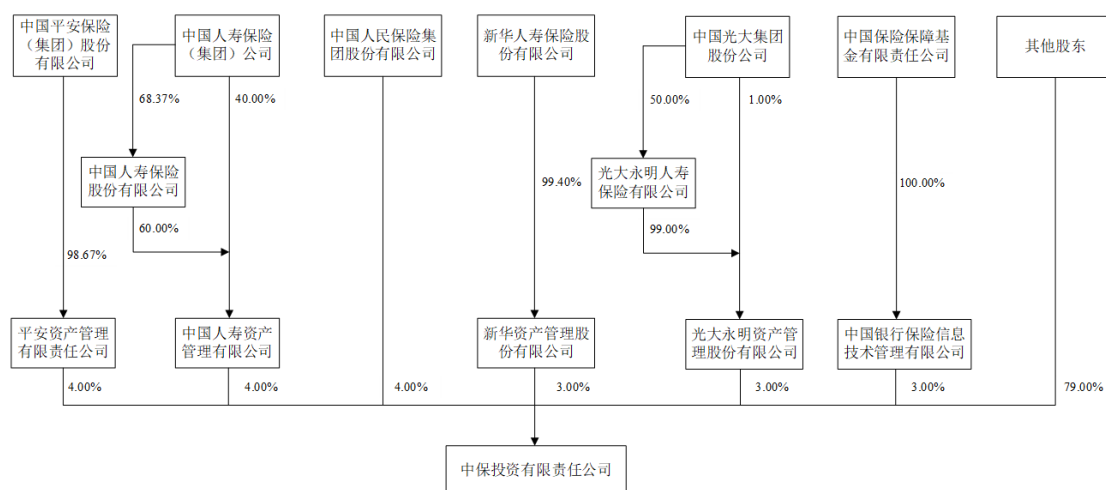 中国平安保险
（集团）股份
有限公司
中国人寿保险
（集团）公司
中国人民保险集
团股份有限公司
新华人寿保险股
份有限公司
中国光大集团
股份公司
中国保险保障基
金有限责任公司
其他股东
68.37%
40.00%
50.00%
1.00%
中国人寿保险
股份有限公司
99.40%
光大永明人寿
保险有限公司
100.00%
60.00%
99.00%
98.67%
平安资产管理
有限责任公司
中国人寿资产
管理有限公司
新华资产管理股
份有限公司
光大永明资产管
理股份有限公司
中国银行保险信息
技术管理有限公司
4.00%
4.00%
4.00%
3.00%
3.00%
3.00%
79.00%
中保投资有限责任公司